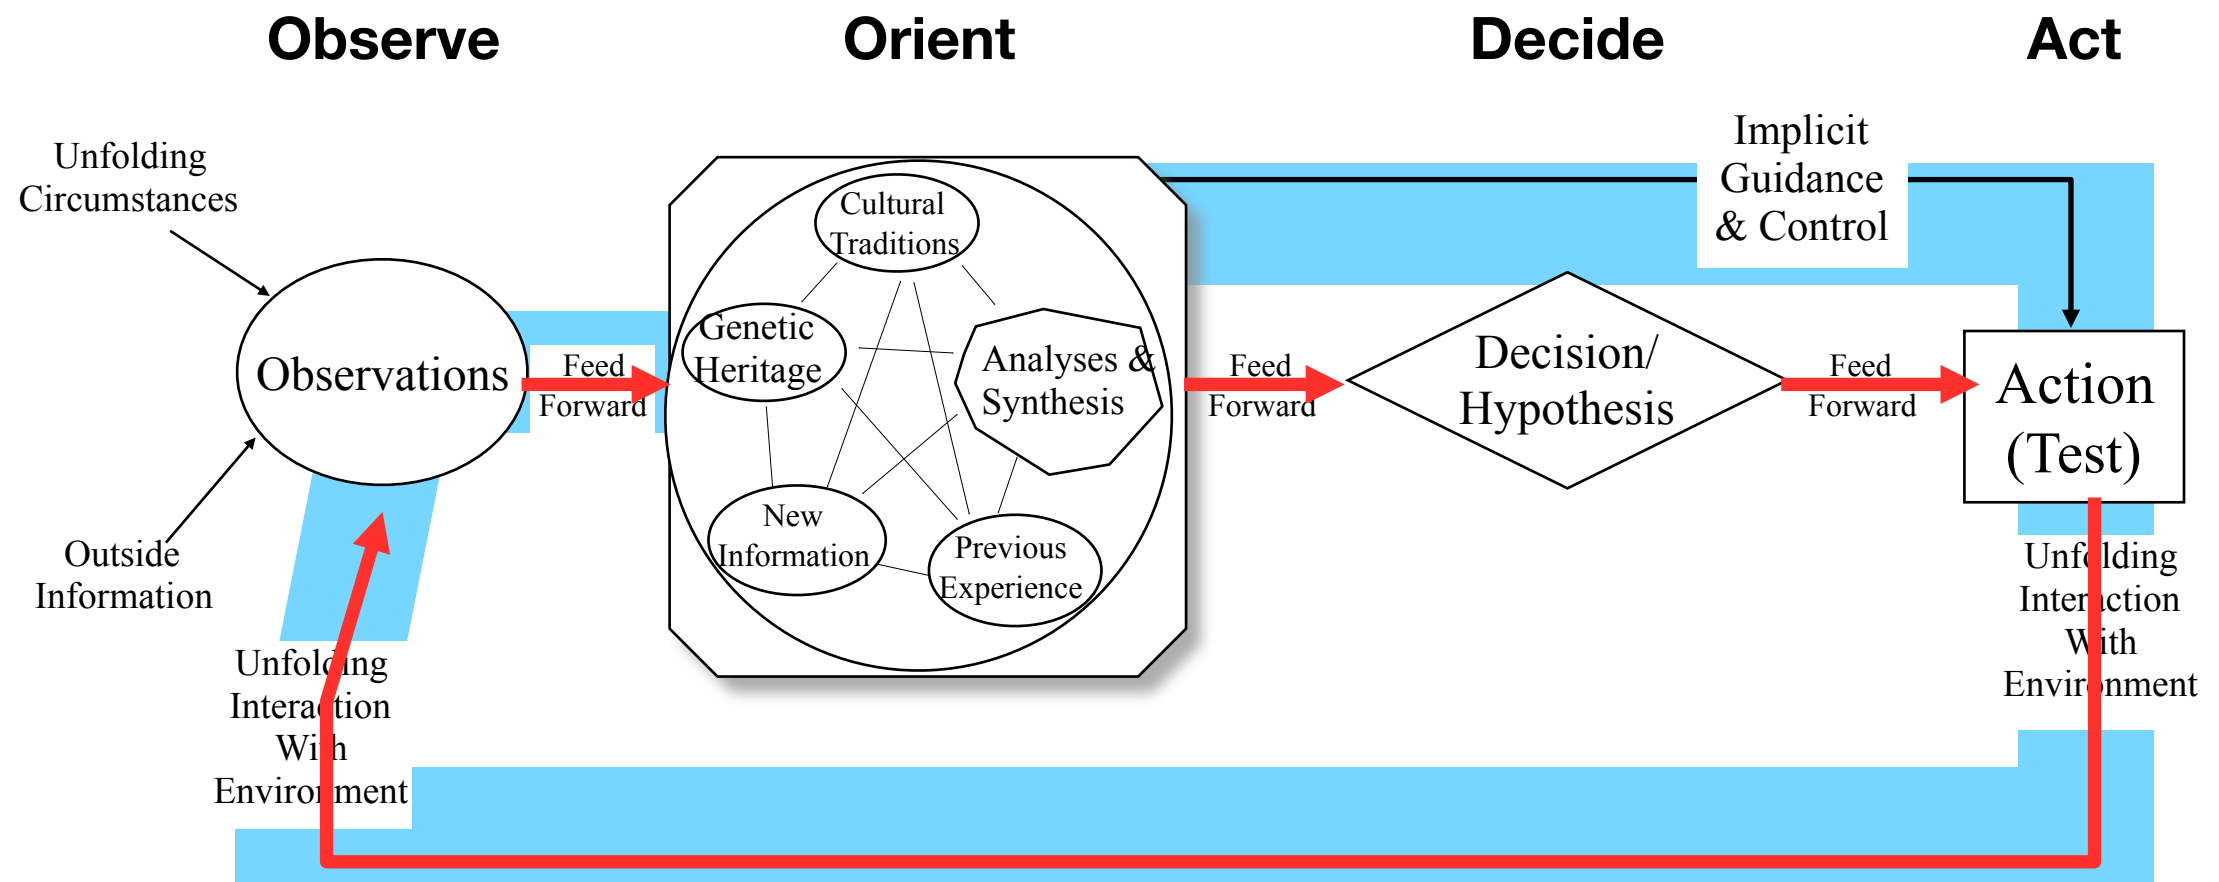 Observe
Orient
Decide
Act
Unfolding
Circumstances
Observations
Outside
Information
Unfolding
Interaction
With
Environment
Feed
Forward
Cultural
Traditions
Genetic
Heritage
Analyses &
Synthesis
New
Information
Previous
Experience
Feed
Forward
Implicit
Guidance
& Control
Decision/
Hypothesis
Feed
Forward
Action
(Test)
Unfolding
Interaction
With
Environment